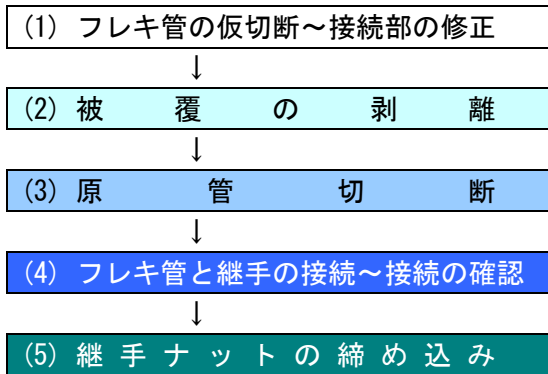 (1) フレキ管の仮切断～接続部の修正
↓
(2) 被覆の剥離
↓
(3) 原管切断
↓
(4) フレキ管と継手の接続～接続の確認
↓
(5) 継手ナットの締め込み